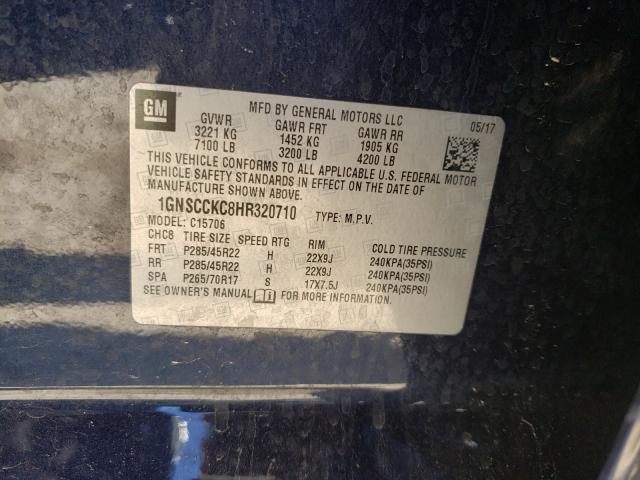 GM
MFD BY GENERAL MOTORS LLC
05/17
GVWR GAWR FRT GAWR RR
3221 KG 1452 KG 1905 KG
7100 LB 3200 LB 4200 LB
THIS VEHICLE CONFORMS TO ALL APPLICABLE U.S. FEDERAL MOTOR
VEHICLE SAFETY STANDARDS IN EFFECT ON THE DATE OF
MANUFACTURE SHOWN ABOVE.
1GNSCCKC8HR320710 TYPE: M.P.V.
MODEL: C15706
CHC8 TIRE SIZE SPEED RTG RIM COLD TIRE PRESSURE
FRT P285/45R22 H 22X9J 240KPA(35PSI)
RR P285/45R22 H 22X9J 240KPA(35PSI)
SPA P265/70R17 S 17X7.5J 240KPA(35PSI)
SEE OWNER'S MANUAL FOR MORE INFORMATION.